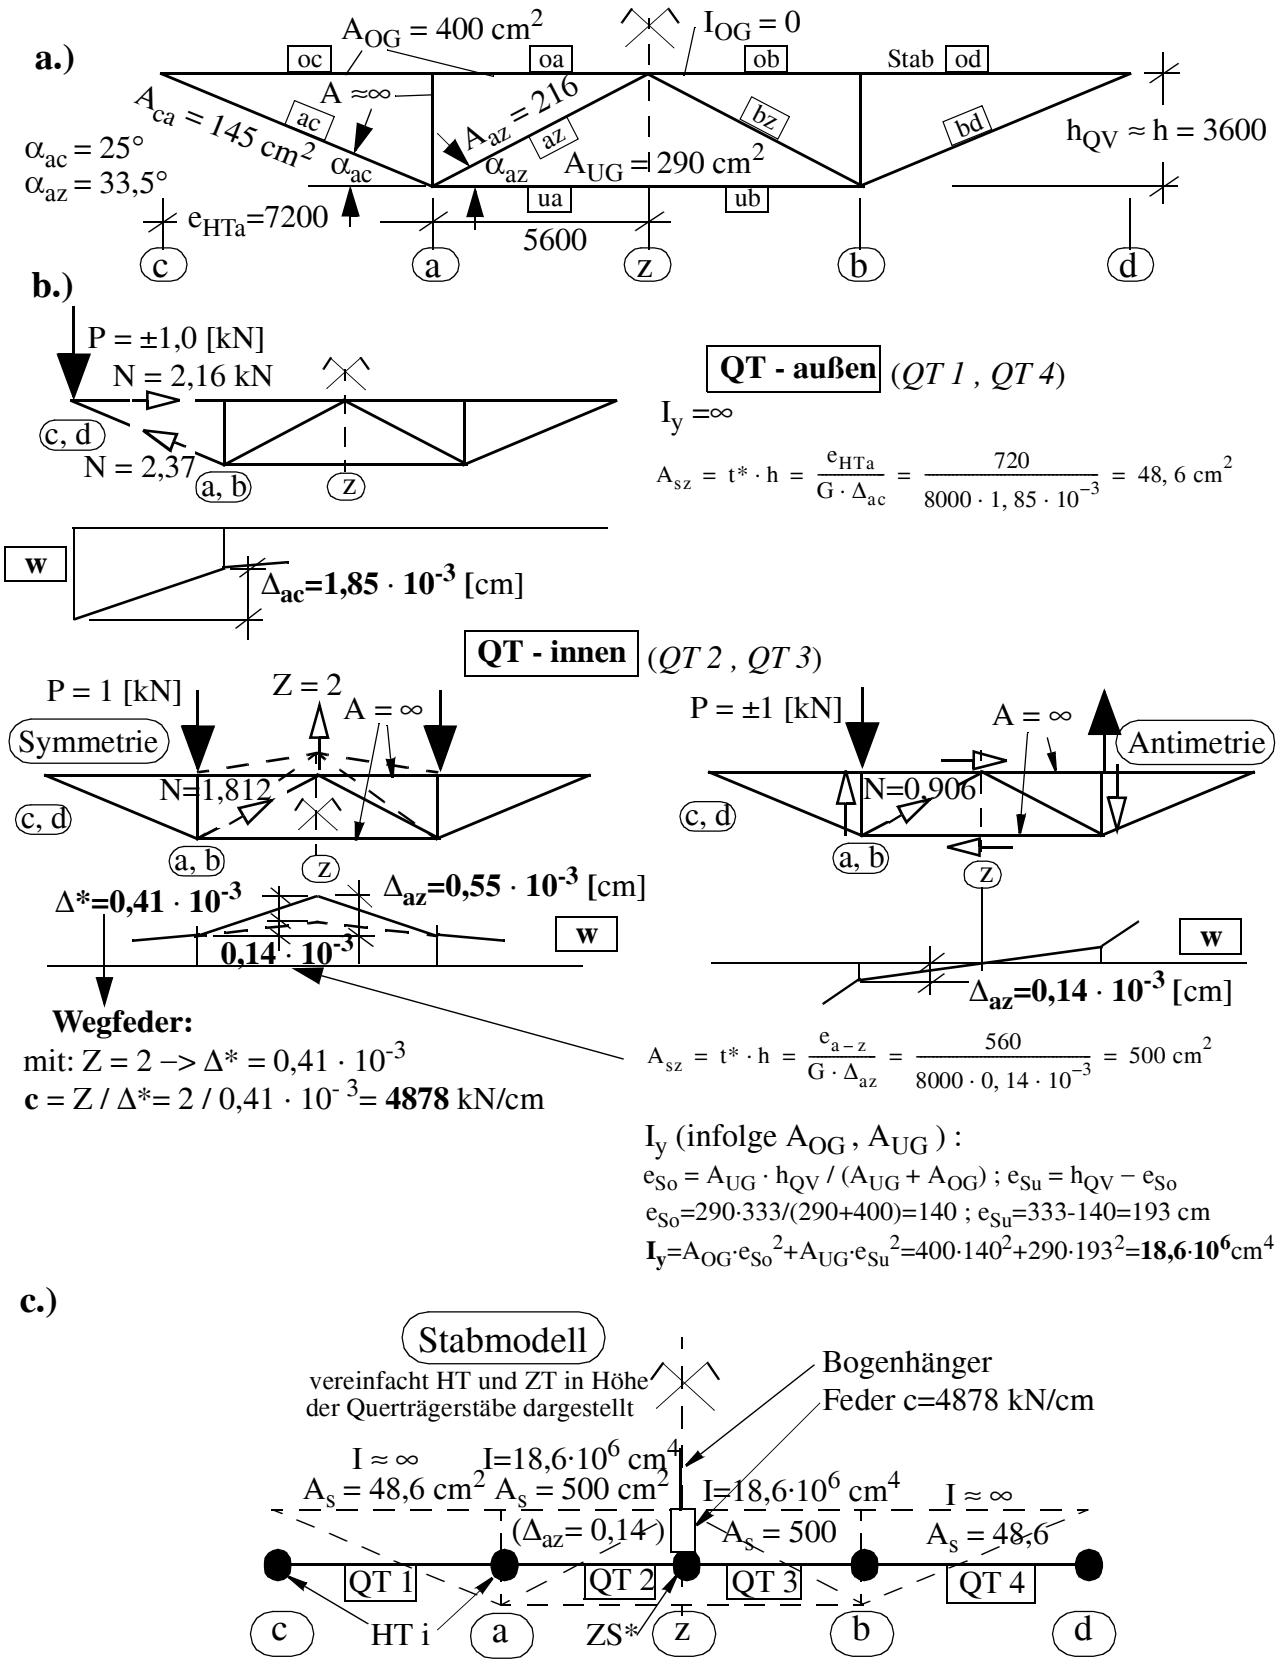 a.)
A_OG = 400 cm²
I_OG = 0
oc
oa
ob
Stab od
A ≈∞
A_ca = 145 cm²
ac
A_az = 216
az
bz
bd
h_QV ≈ h = 3600
α_ac = 25°
α_az = 33,5°
α_ac
α_az
A_UG = 290 cm²
ua
ub
e_HTa=7200
5600
c
a
z
b
d
b.)
P = ±1,0 [kN]
N = 2,16 kN
c, d
N = 2,37
a, b
z
QT - außen (QT 1 , QT 4)
I_y =∞
A_sz = t* · h = e_HTa / (G · Δ_ac) = 720 / (8000 · 1, 85 · 10⁻³) = 48, 6 cm²
w
Δ_ac=1,85 · 10⁻³ [cm]
QT - innen (QT 2 , QT 3)
P = 1 [kN]
Z = 2
A = ∞
Symmetrie
N=1,812
c, d
a, b
z
Δ*=0,41 · 10⁻³
Δ_az=0,55 · 10⁻³ [cm]
0,14 · 10⁻³
w
P = ±1 [kN]
A = ∞
Antimetrie
N=0,906
c, d
a, b
z
w
Δ_az=0,14 · 10⁻³ [cm]
Wegfeder:
mit: Z = 2 –> Δ* = 0,41 · 10⁻³
c = Z / Δ*= 2 / 0,41 · 10⁻ ³= 4878 kN/cm
A_sz = t* · h = e_a–z / (G · Δ_az) = 560 / (8000 · 0, 14 · 10⁻³) = 500 cm²
I_y (infolge A_OG , A_UG ) :
e_So = A_UG · h_QV / (A_UG + A_OG) ; e_Su = h_QV – e_So
e_So=290·333/(290+400)=140 ; e_Su=333-140=193 cm
I_y=A_OG·e_So²+A_UG·e_Su²=400·140²+290·193²=18,6·10⁶cm⁴
c.)
Stabmodell
vereinfacht HT und ZT in Höhe
der Querträgerstäbe dargestellt
Bogenhänger
Feder c=4878 kN/cm
I ≈ ∞
A_s = 48,6 cm²
I=18,6·10⁶ cm⁴
A_s = 500 cm²
(Δ_az= 0,14 )
I=18,6·10⁶ cm⁴
A_s = 500
I ≈ ∞
A_s = 48,6
QT 1
QT 2
QT 3
QT 4
HT i
ZS*
c
a
z
b
d